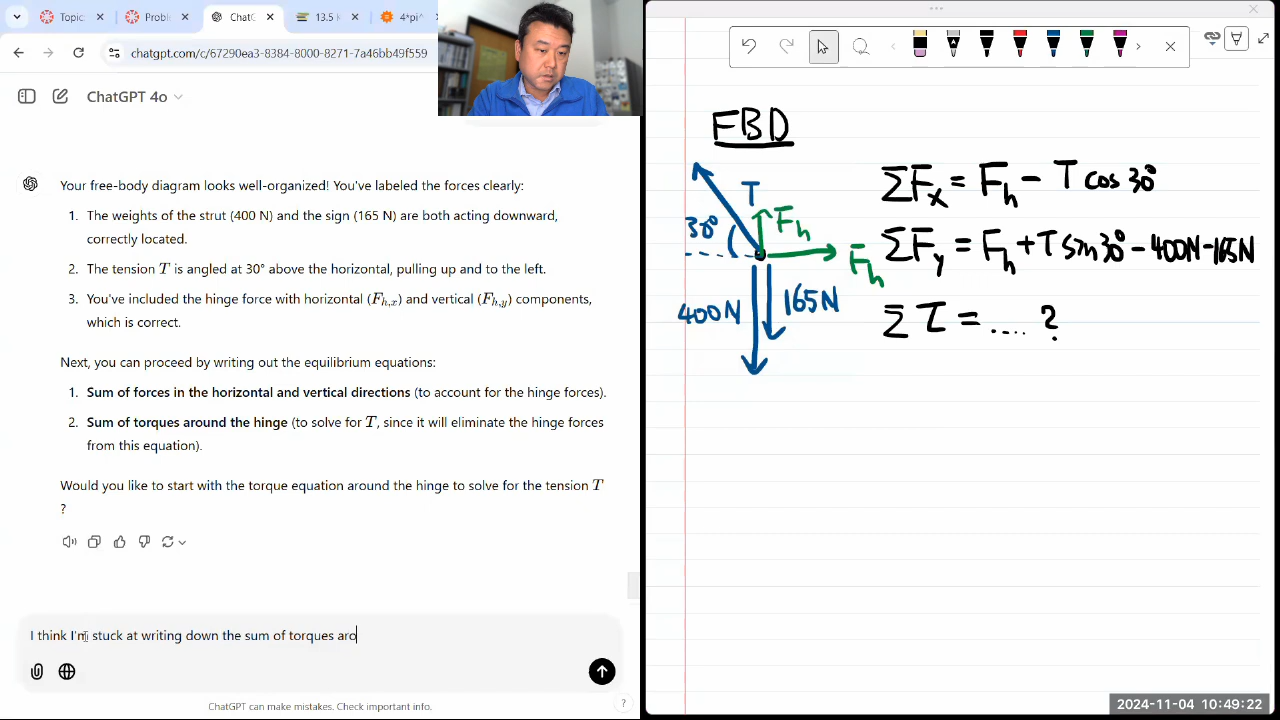 Topic
Probl
ChatG
13.5 k
4*pi^
chatgpt.com/c/
ChatGPT 4o
Your free-body diagram looks well-organized! You've labeled the forces clearly:
1. The weights of the strut (400 N) and the sign (165 N) are both acting downward,
correctly located.
2. The tension T is angled at 30° above the horizontal, pulling up and to the left.
3. You've included the hinge force with horizontal (F_{h,x}) and vertical (F_{h,y}) components,
which is correct.
Next, you can proceed by writing out the equilibrium equations:
1. Sum of forces in the horizontal and vertical directions (to account for the hinge forces).
2. Sum of torques around the hinge (to solve for T, since it will eliminate the hinge forces
from this equation).
Would you like to start with the torque equation around the hinge to solve for the tension T
?
I think I'm stuck at writing down the sum of torques aro
ChatGPT can make mistakes. Check important info.
?
FBD
T
F_h
30°
F_h
400N
165N
ΣF_x = F_h - T cos 30°
ΣF_y = F_h + T sin 30° - 400N - 165N
Στ = .... ?
2024-11-04 10:49:22